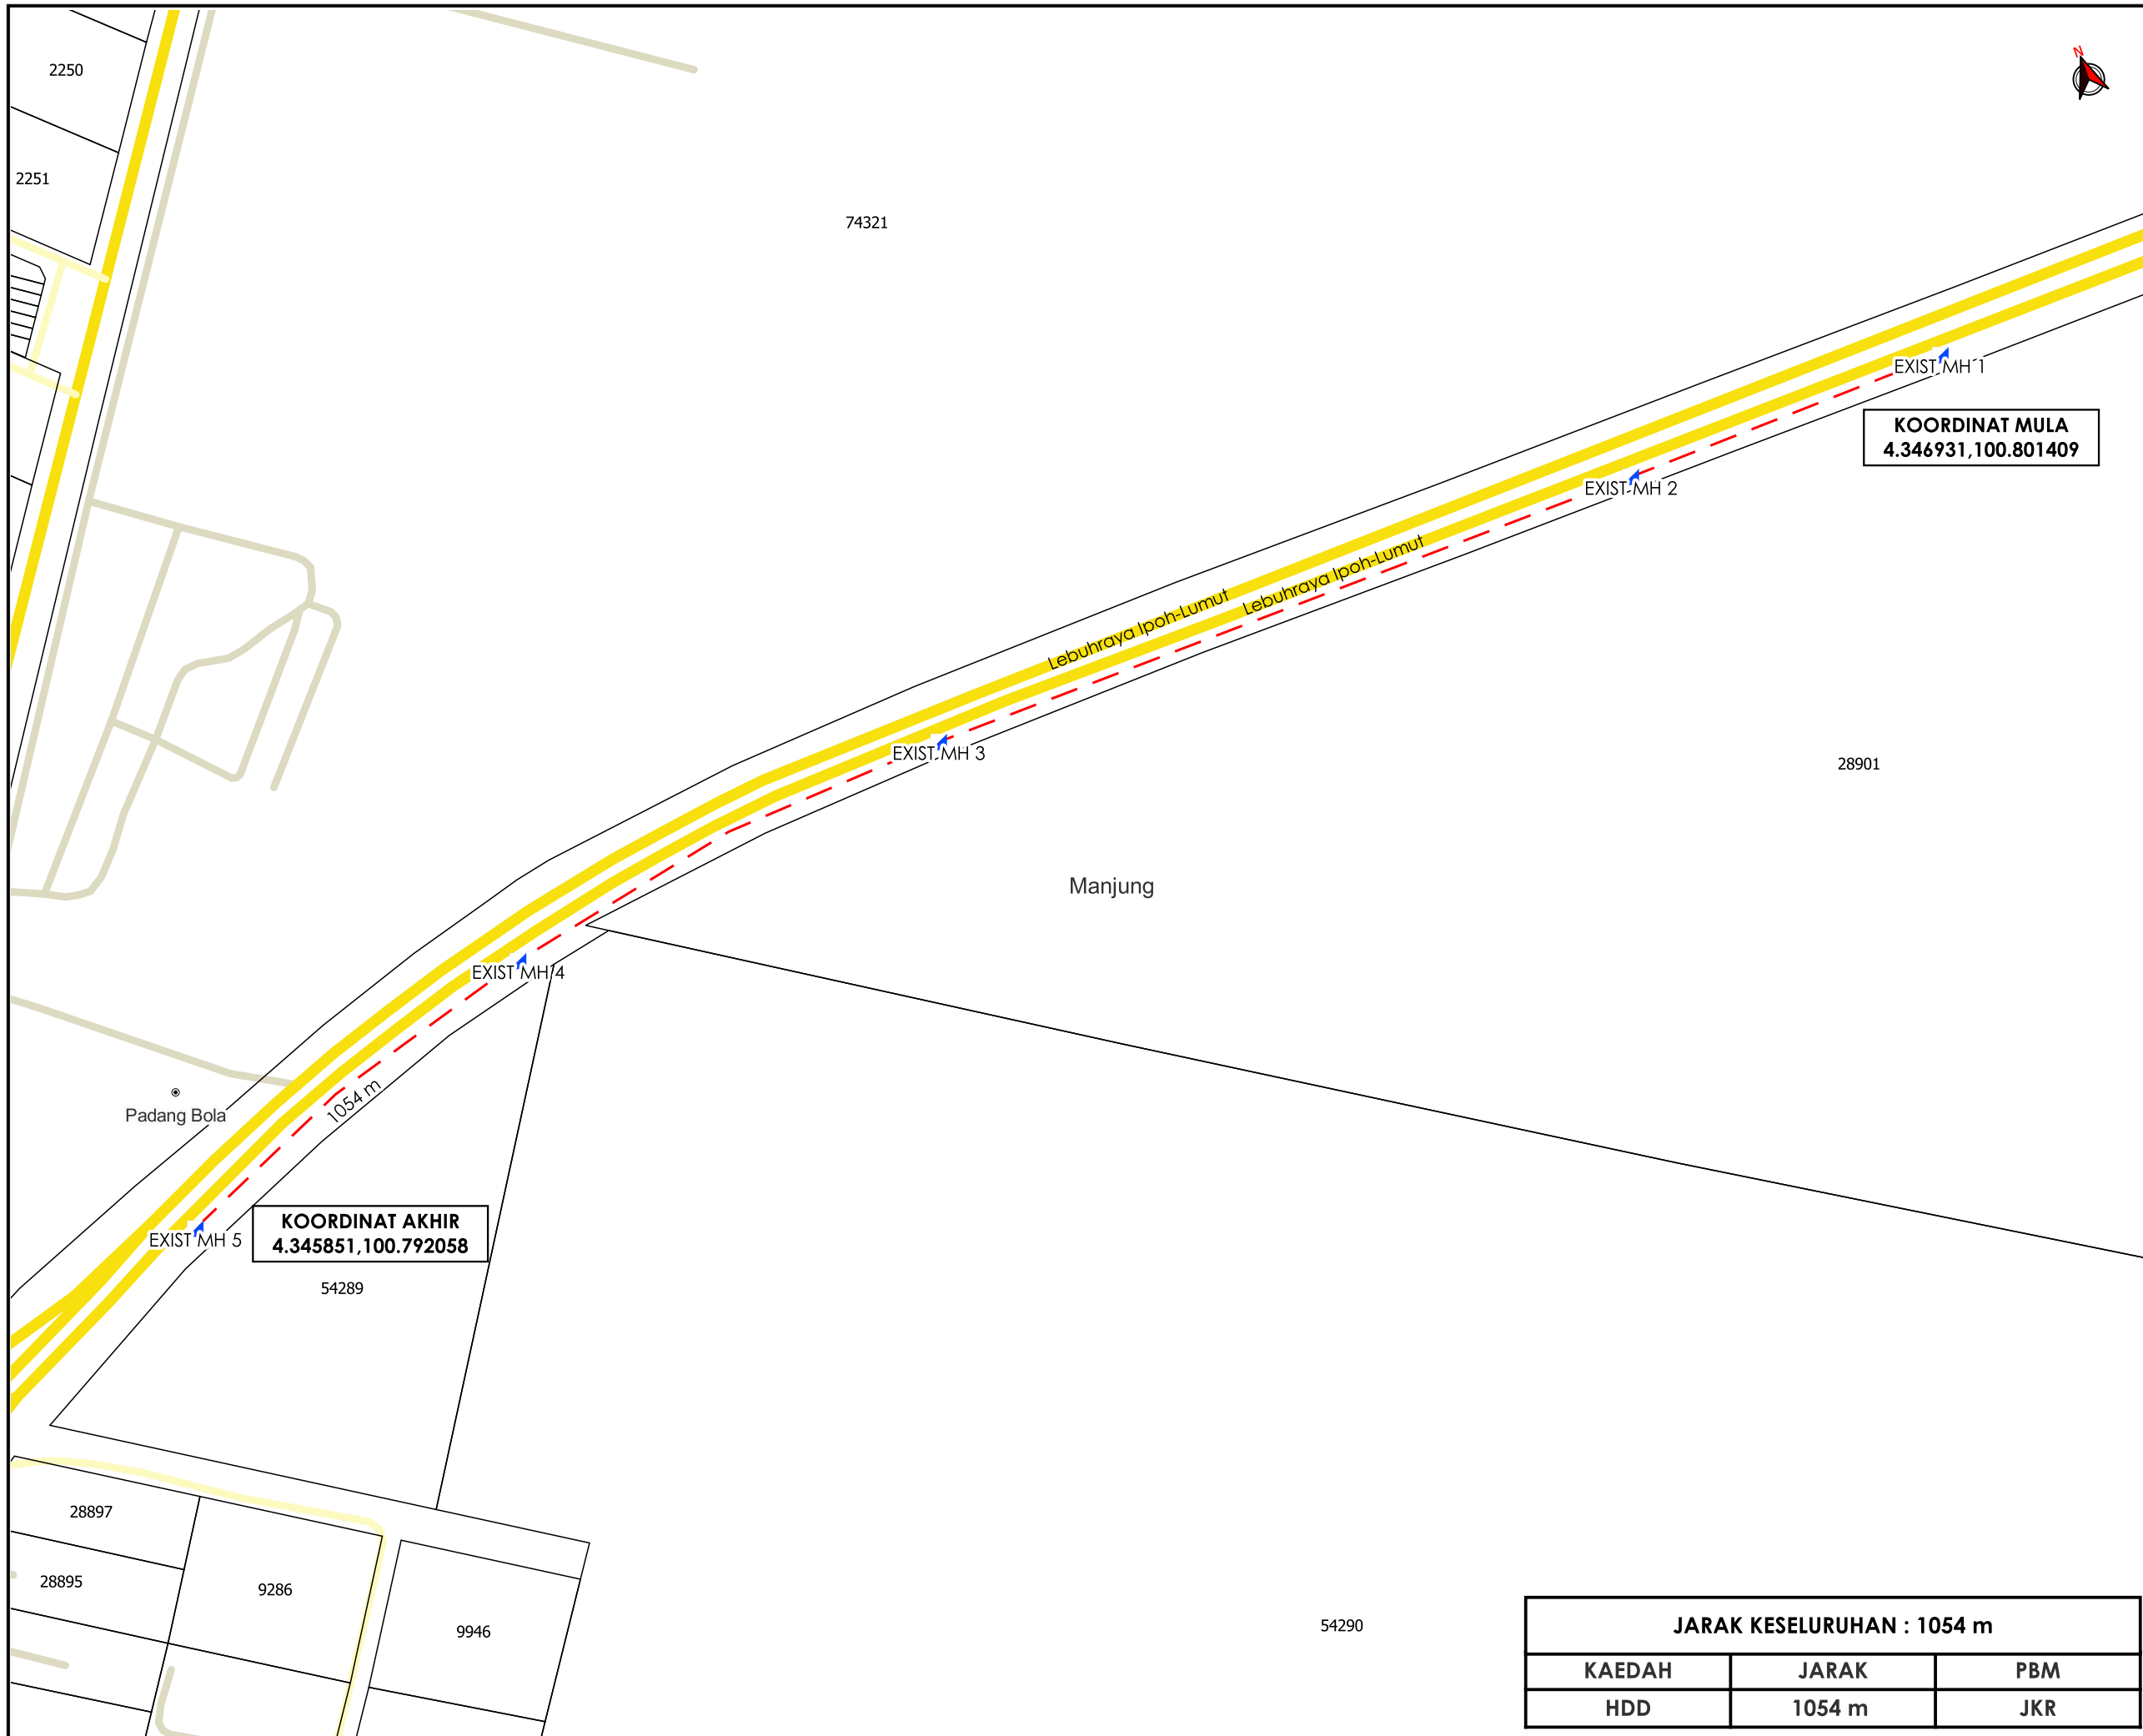 2250
N
2251
74321
EXIST MH 1
KOORDINAT MULA
4.346931,100.801409
EXIST MH 2
Lebuhraya Ipoh-Lumut
Lebuhraya Ipoh-Lumut
EXIST MH 3
28901
Manjung
EXIST MH 4
1054 m
Padang Bola
KOORDINAT AKHIR
4.345851,100.792058
EXIST MH 5
54289
28897
28895
9286
9946
54290
JARAK KESELURUHAN : 1054 m
KAEDAH JARAK PBM
HDD 1054 m JKR